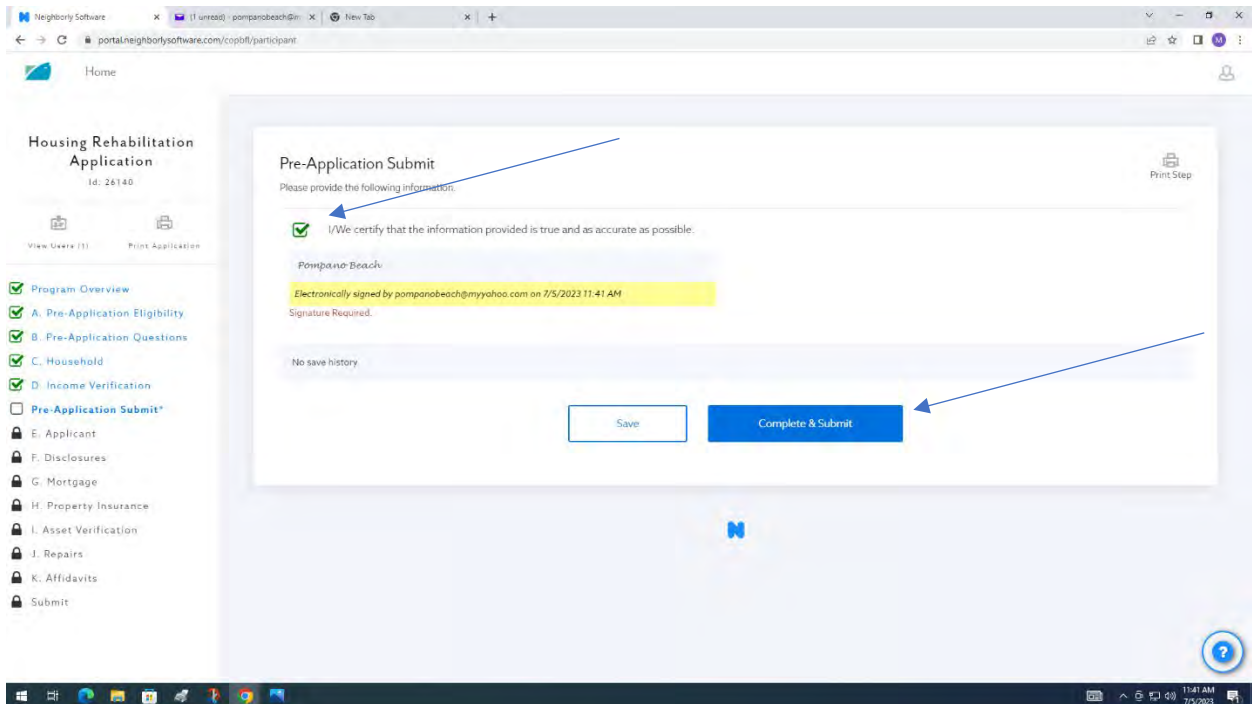 Neighborly Software
(1 unread) - pompanobeach@m
New Tab
portal.neighborlysoftware.com/copbfl/participant
M
Home
Housing Rehabilitation
Application
Id: 26140
View Users (1)
Print Application
Program Overview
A. Pre-Application Eligibility
B. Pre-Application Questions
C. Household
D. Income Verification
Pre-Application Submit*
E. Applicant
F. Disclosures
G. Mortgage
H. Property Insurance
I. Asset Verification
J. Repairs
K. Affidavits
Submit
Pre-Application Submit
Please provide the following information.
Print Step
I/We certify that the information provided is true and as accurate as possible.
Pompano Beach
Electronically signed by pompanobeach@myyahoo.com on 7/5/2023 11:41 AM
Signature Required.
No save history
Save
Complete & Submit
N
?
11:41 AM
7/5/2023